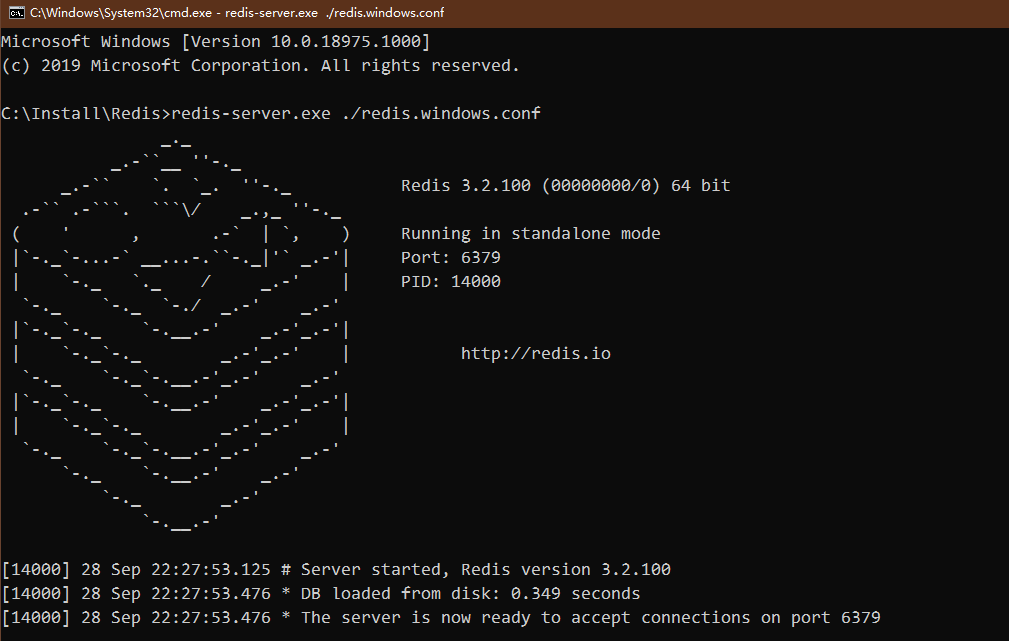 C:\Windows\System32\cmd.exe - redis-server.exe ./redis.windows.conf
Microsoft Windows [Version 10.0.18975.1000]
(c) 2019 Microsoft Corporation. All rights reserved.
C:\Install\Redis>redis-server.exe ./redis.windows.conf
Redis 3.2.100 (00000000/0) 64 bit
Running in standalone mode
Port: 6379
PID: 14000
http://redis.io
[14000] 28 Sep 22:27:53.125 # Server started, Redis version 3.2.100
[14000] 28 Sep 22:27:53.476 * DB loaded from disk: 0.349 seconds
[14000] 28 Sep 22:27:53.476 * The server is now ready to accept connections on port 6379